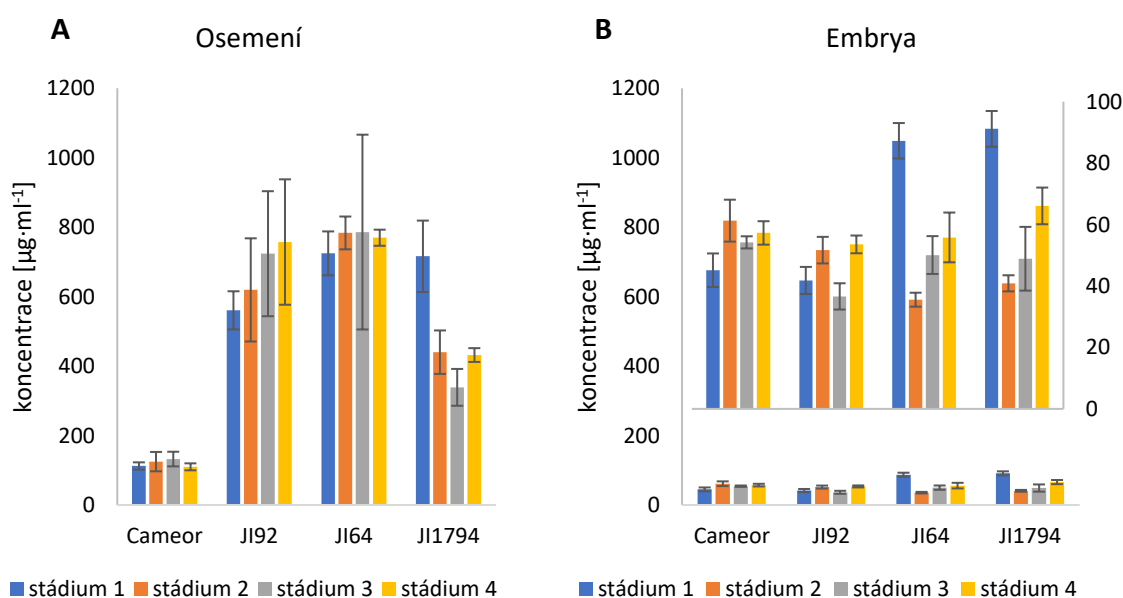 A
Osemení
koncentrace [µg·ml-1]
1200
1000
800
600
400
200
0
Cameor JI92 JI64 JI1794
stádium 1 stádium 2 stádium 3 stádium 4
B
Embrya
koncentrace [µg·ml-1]
1200
1000
800
600
400
200
0
100
80
60
40
20
0
Cameor JI92 JI64 JI1794
stádium 1 stádium 2 stádium 3 stádium 4